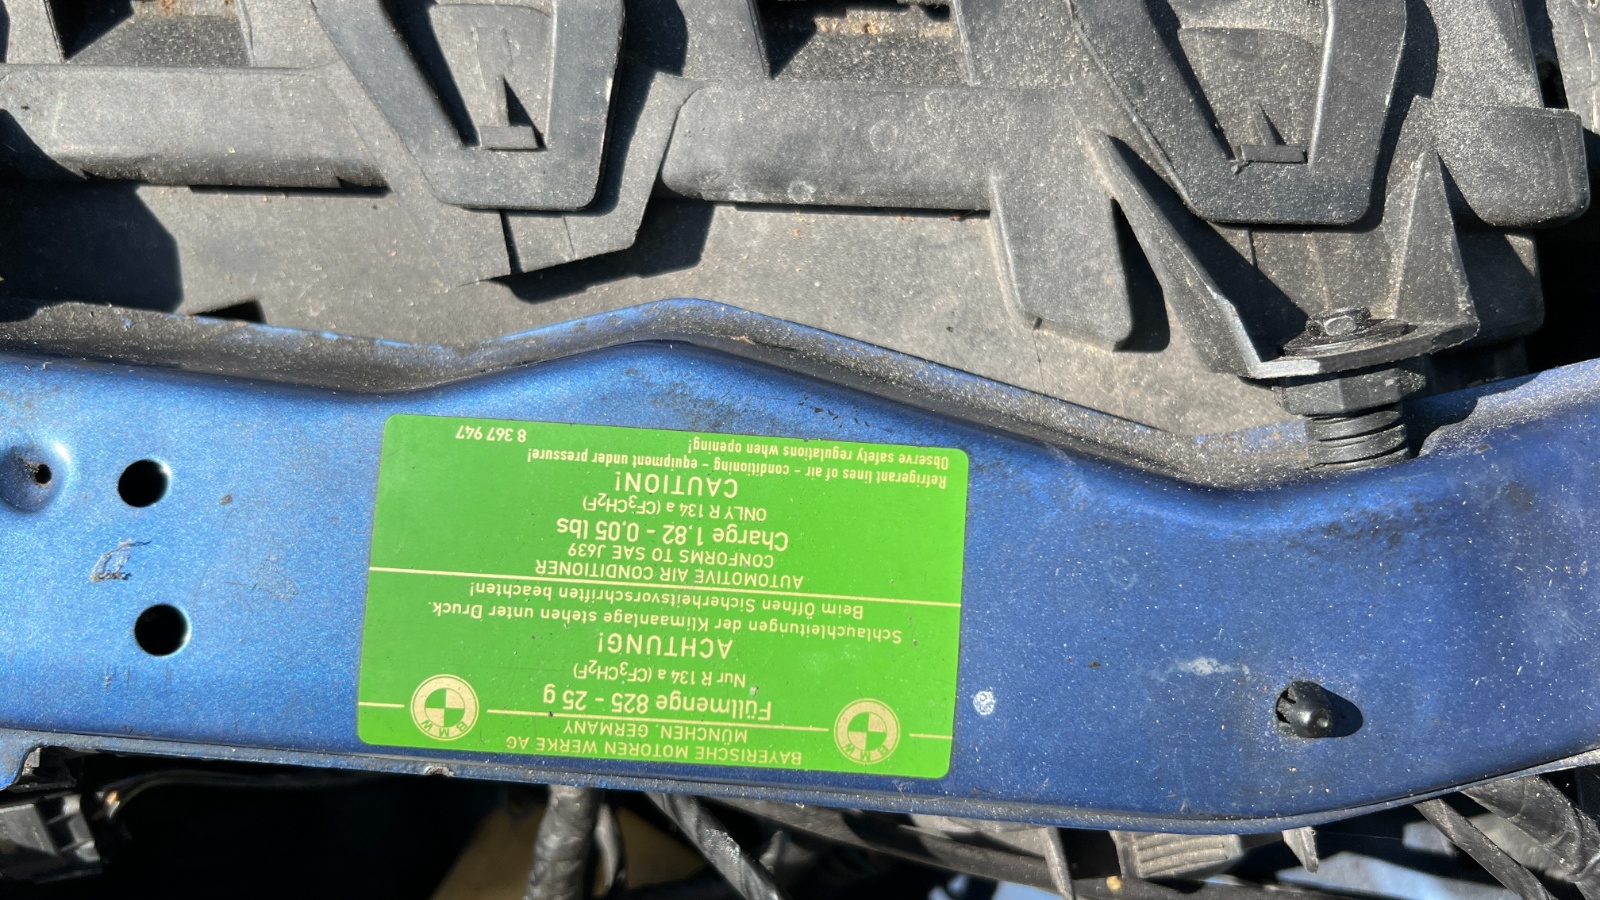 BAYERISCHE MOTOREN WERKE AG
MÜNCHEN. GERMANY
BMW
BMW
Füllmenge 825 - 25 g
Nur R 134 a (CF3CH2F)
ACHTUNG!
Schlauchleitungen der Klimaanlage stehen unter Druck.
Beim Öffnen Sicherheitsvorschriften beachten!
AUTOMOTIVE AIR CONDITIONER
CONFORMS TO SAE J639
Charge 1,82 - 0,05 lbs
ONLY R 134 a (CF3CH2F)
CAUTION!
Refrigerant lines of air - conditioning - equipment under pressure!
Observe safety regulations when opening!
8 367 947